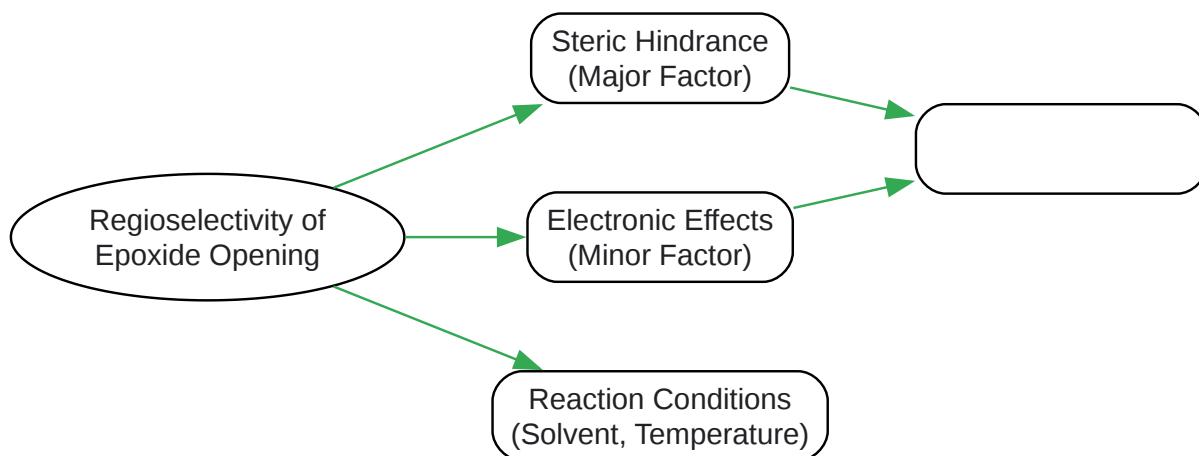 Steric Hindrance
(Major Factor)
Regioselectivity of
Epoxide Opening
Electronic Effects
(Minor Factor)
Reaction Conditions
(Solvent, Temperature)